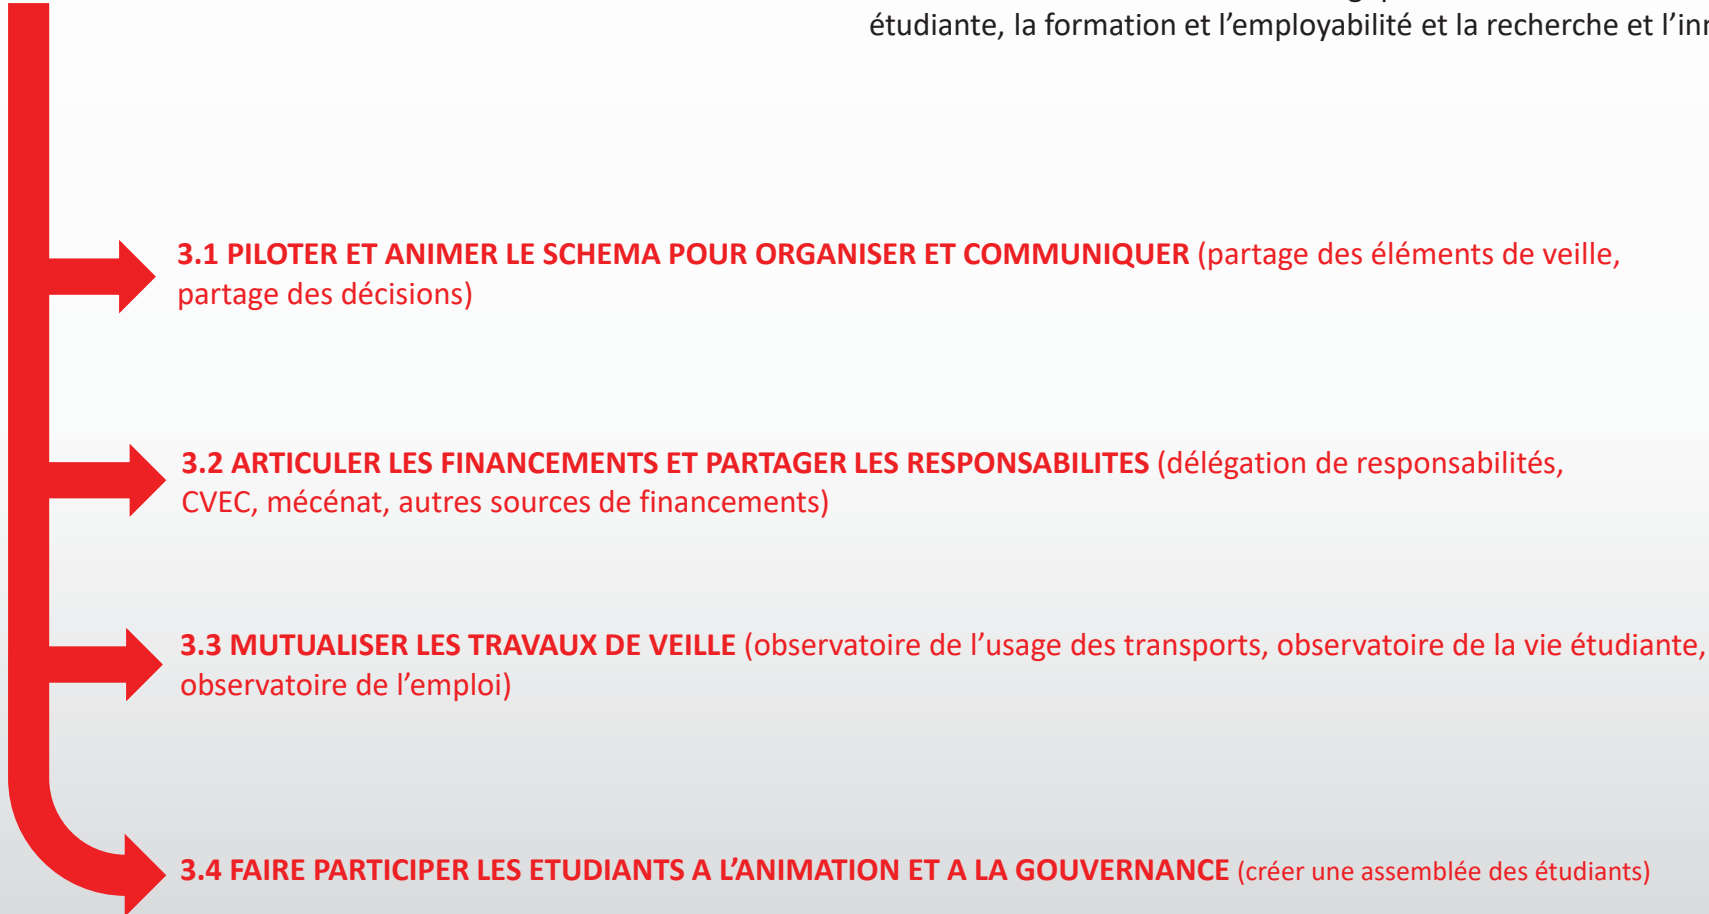 étudiante, la formation et l’employabilité et la recherche et l’inn
3.1 PILOTER ET ANIMER LE SCHEMA POUR ORGANISER ET COMMUNIQUER (partage des éléments de veille,
partage des décisions)
3.2 ARTICULER LES FINANCEMENTS ET PARTAGER LES RESPONSABILITES (délégation de responsabilités,
CVEC, mécénat, autres sources de financements)
3.3 MUTUALISER LES TRAVAUX DE VEILLE (observatoire de l’usage des transports, observatoire de la vie étudiante,
observatoire de l’emploi)
3.4 FAIRE PARTICIPER LES ETUDIANTS A L’ANIMATION ET A LA GOUVERNANCE (créer une assemblée des étudiants)